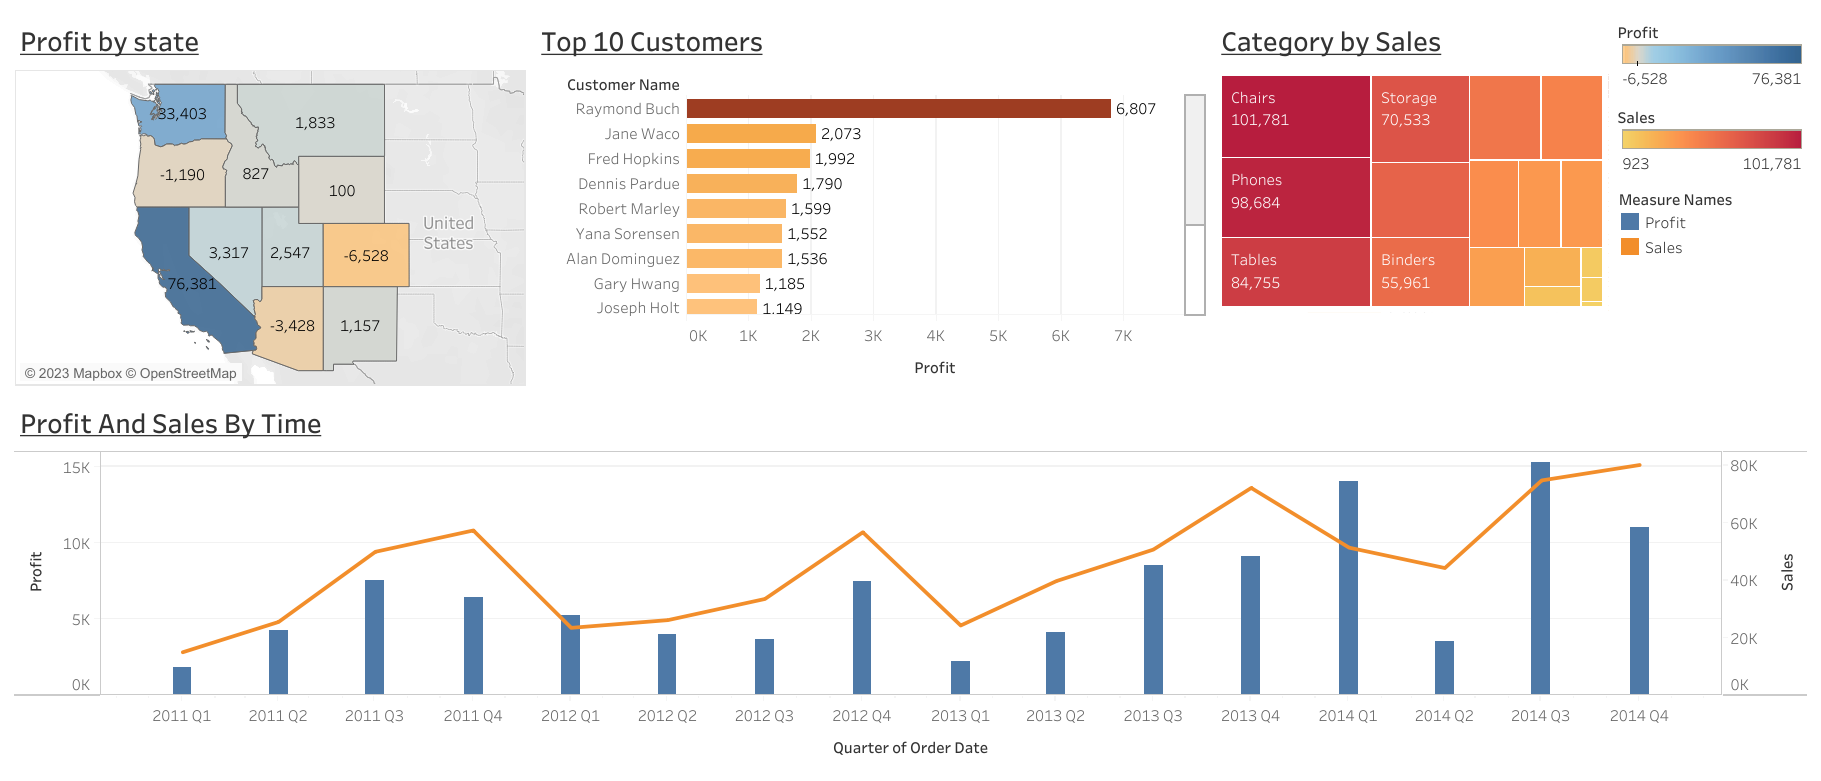 Profit by state
33,403
1,833
-1,190
827
100
3,317
2,547
-6,528
76,381
-3,428
1,157
United
States
© 2023 Mapbox © OpenStreetMap
Top 10 Customers
Customer Name
Raymond Buch 6,807
Jane Waco 2,073
Fred Hopkins 1,992
Dennis Pardue 1,790
Robert Marley 1,599
Yana Sorensen 1,552
Alan Dominguez 1,536
Gary Hwang 1,185
Joseph Holt 1,149
0K 1K 2K 3K 4K 5K 6K 7K
Profit
Category by Sales
Chairs
101,781
Storage
70,533
Phones
98,684
Tables
84,755
Binders
55,961
Profit
-6,528 76,381
Sales
923 101,781
Measure Names
Profit
Sales
Profit And Sales By Time
15K
10K
5K
0K
Profit
80K
60K
40K
20K
0K
Sales
2011 Q1 2011 Q2 2011 Q3 2011 Q4 2012 Q1 2012 Q2 2012 Q3 2012 Q4 2013 Q1 2013 Q2 2013 Q3 2013 Q4 2014 Q1 2014 Q2 2014 Q3 2014 Q4
Quarter of Order Date